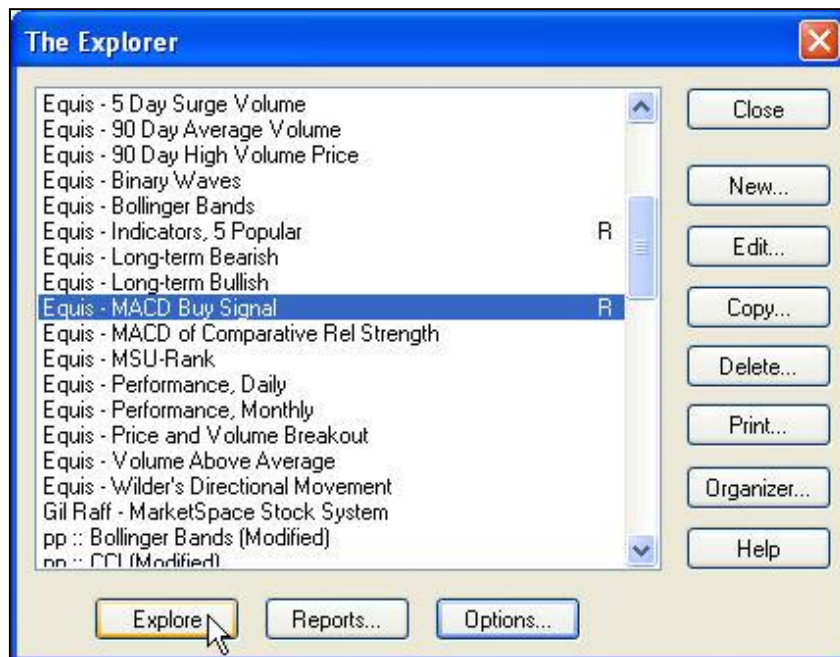 The Explorer
Equis - 5 Day Surge Volume
Equis - 90 Day Average Volume
Equis - 90 Day High Volume Price
Equis - Binary Waves
Equis - Bollinger Bands
Equis - Indicators, 5 Popular R
Equis - Long-term Bearish
Equis - Long-term Bullish
Equis - MACD Buy Signal R
Equis - MACD of Comparative Rel Strength
Equis - MSU-Rank
Equis - Performance, Daily
Equis - Performance, Monthly
Equis - Price and Volume Breakout
Equis - Volume Above Average
Equis - Wilder's Directional Movement
Gil Raff - MarketSpace Stock System
pp :: Bollinger Bands (Modified)
pp :: CCI (Modified)
Close
New...
Edit...
Copy...
Delete...
Print...
Organizer...
Help
Explore
Reports...
Options...